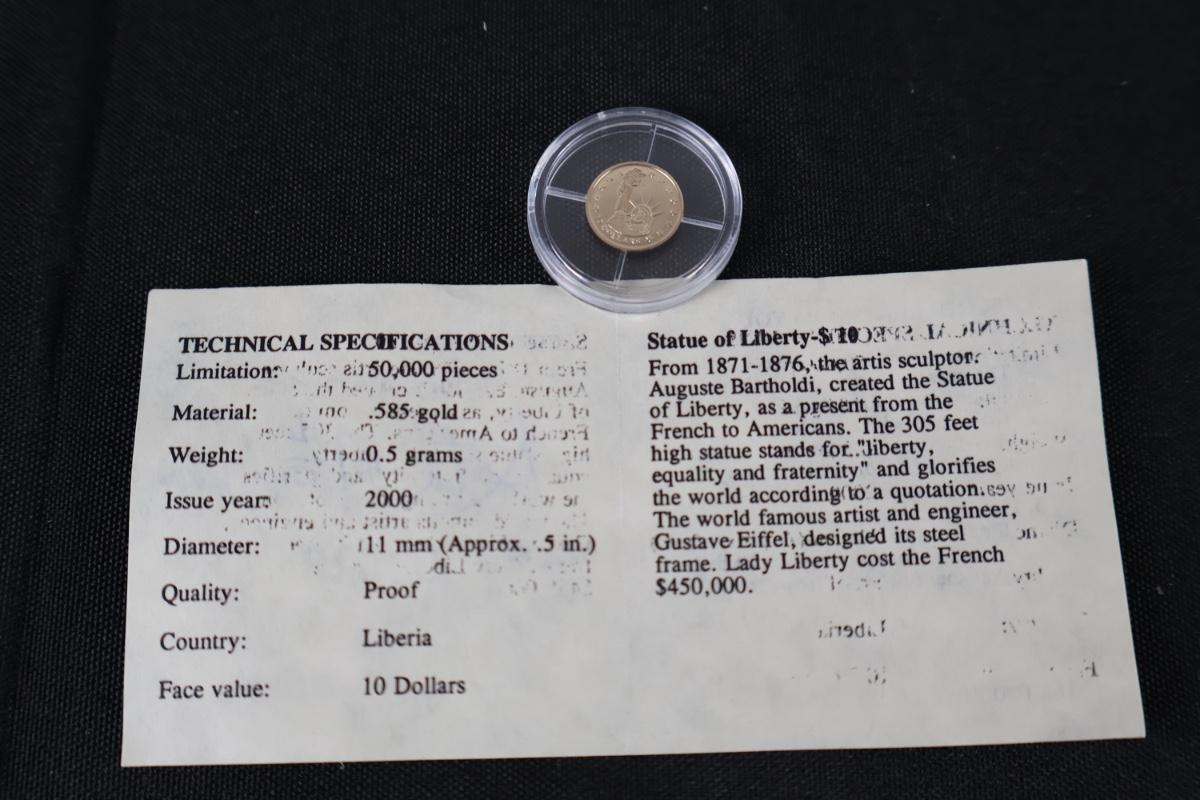 TECHNICAL SPECIFICATIONS
Limitation: 50,000 pieces
Material: .585 gold
Weight: 0.5 grams
Issue year: 2000
Diameter: 11 mm (Approx. .5 in.)
Quality: Proof
Country: Liberia
Face value: 10 Dollars
Statue of Liberty-$10
From 1871-1876, the artis sculptor
Auguste Bartholdi, created the Statue
of Liberty, as a present from the
French to Americans. The 305 feet
high statue stands for "liberty,
equality and fraternity" and glorifies
the world according to a quotation.
The world famous artist and engineer,
Gustave Eiffel, designed its steel
frame. Lady Liberty cost the French
$450,000.